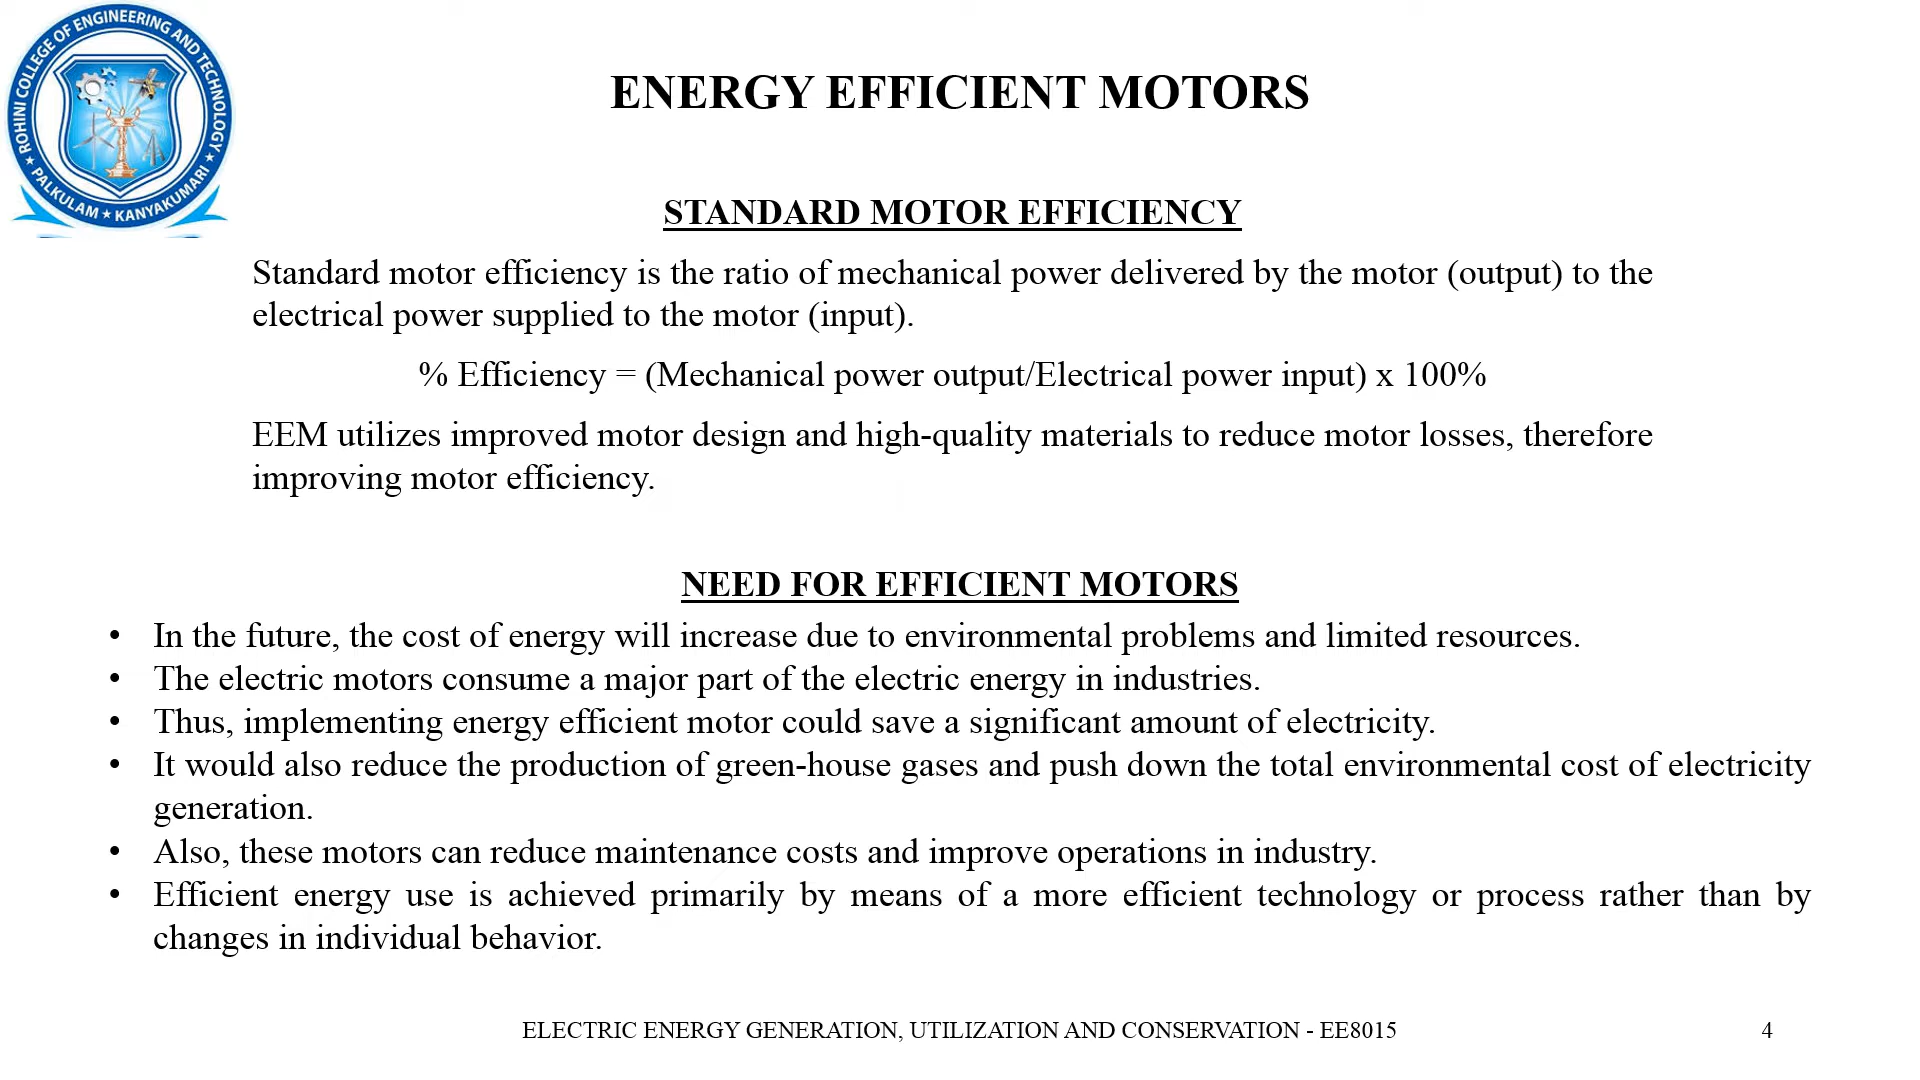 ROHINI COLLEGE OF ENGINEERING AND TECHNOLOGY
★ PALKULAM ★ KANYAKUMARI ★
ENERGY EFFICIENT MOTORS
STANDARD MOTOR EFFICIENCY
Standard motor efficiency is the ratio of mechanical power delivered by the motor (output) to the
electrical power supplied to the motor (input).
% Efficiency = (Mechanical power output/Electrical power input) x 100%
EEM utilizes improved motor design and high-quality materials to reduce motor losses, therefore
improving motor efficiency.
NEED FOR EFFICIENT MOTORS
• In the future, the cost of energy will increase due to environmental problems and limited resources.
• The electric motors consume a major part of the electric energy in industries.
• Thus, implementing energy efficient motor could save a significant amount of electricity.
• It would also reduce the production of green-house gases and push down the total environmental cost of electricity
generation.
• Also, these motors can reduce maintenance costs and improve operations in industry.
• Efficient energy use is achieved primarily by means of a more efficient technology or process rather than by
changes in individual behavior.
ELECTRIC ENERGY GENERATION, UTILIZATION AND CONSERVATION - EE8015
4